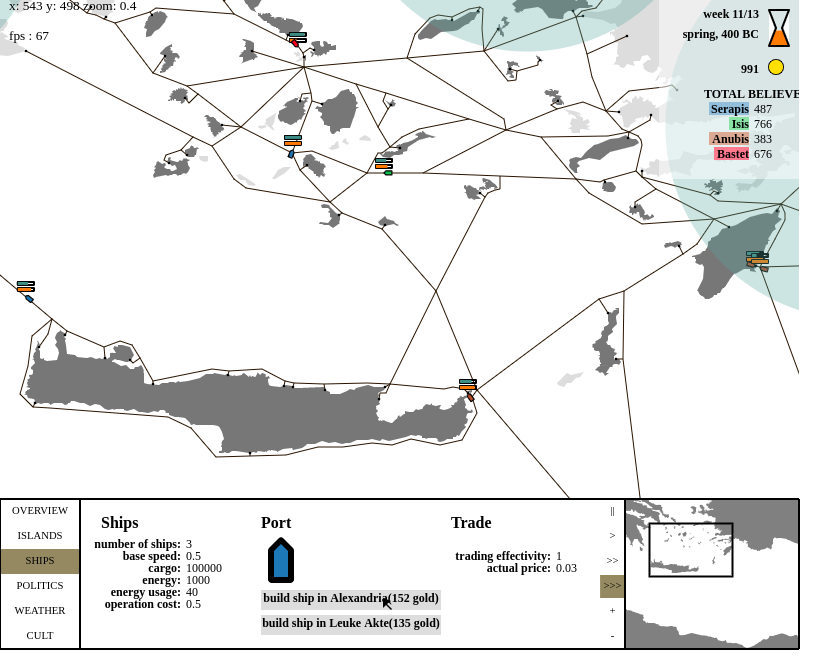 x: 543 y: 498 zoom: 0.4
fps : 67
week 11/13
spring, 400 BC
991
TOTAL BELIEVE
Serapis 487
Isis 766
Anubis 383
Bastet 676
OVERVIEW
ISLANDS
SHIPS
POLITICS
WEATHER
CULT
Ships
number of ships: 3
base speed: 0.5
cargo: 100000
energy: 1000
energy usage: 40
operation cost: 0.5
Port
build ship in Alexandria(152 gold)
build ship in Leuke Akte(135 gold)
Trade
trading effectivity: 1
actual price: 0.03
||
>
>>
>>>
+
-